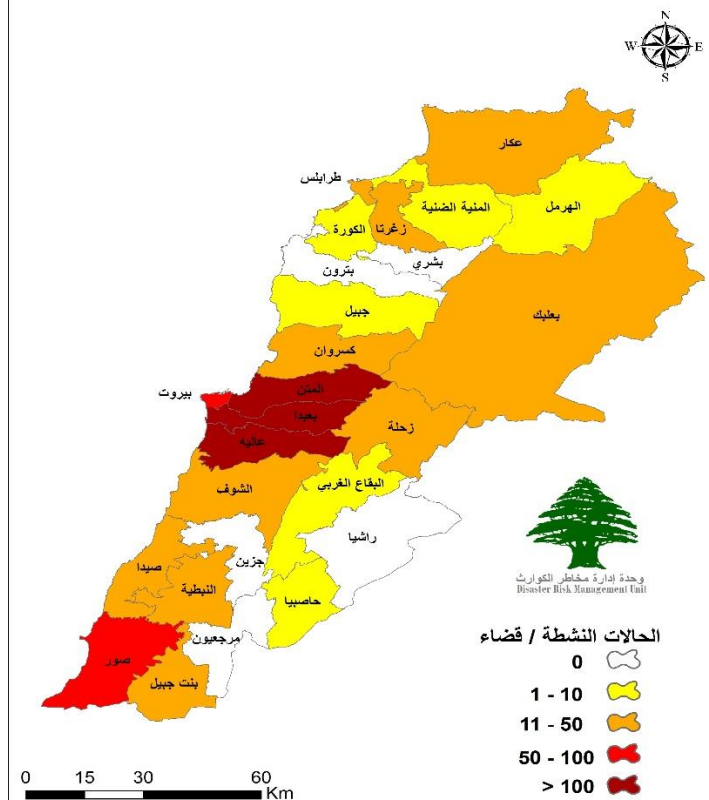 N
W E
S
عكار
طرابلس
المنية الضنية
الهرمل
زغرتا
الكورة
بشري
بترون
جبيل
بعلبك
كسروان
المتن
بيروت
بعبدا
زحلة
عاليه
البقاع الغربي
الشوف
راشيا
جزين
صيدا
النبطية
حاصبيا
مرجعيون
صور
بنت جبيل
وحدة إدارة مخاطر الكوارث
Disaster Risk Management Unit
الحالات النشطة / قضاء
0
1 - 10
11 - 50
50 - 100
> 100
0 15 30 60
Km